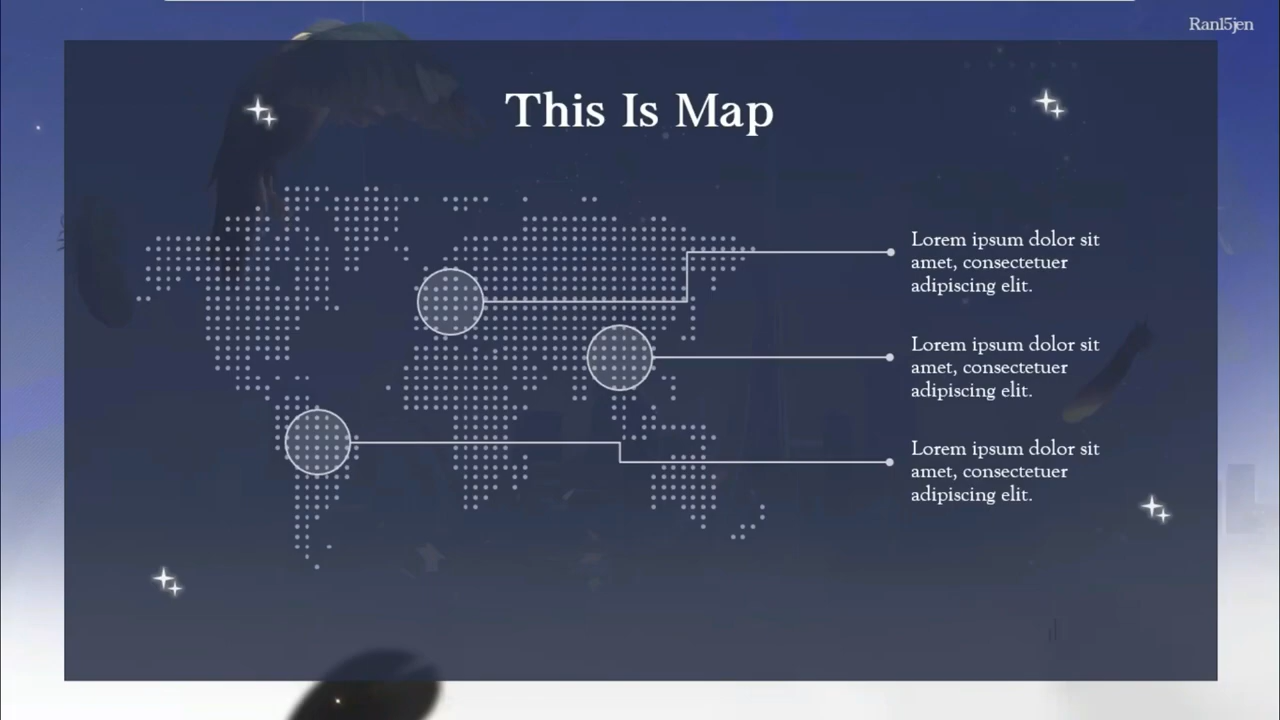 Ran15jen
This Is Map
Lorem ipsum dolor sit
amet, consectetuer
adipiscing elit.
Lorem ipsum dolor sit
amet, consectetuer
adipiscing elit.
Lorem ipsum dolor sit
amet, consectetuer
adipiscing elit.